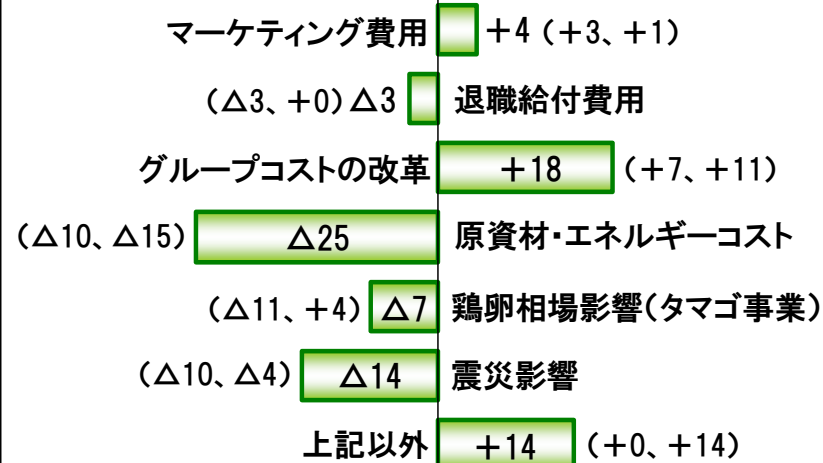 マーケティング費用 +4 (+3、+1)
(△3、+0) △3 退職給付費用
グループコストの改革 +18 (+7、+11)
(△10、△15) △25 原資材・エネルギーコスト
(△11、+4) △7 鶏卵相場影響(タマゴ事業)
(△10、△4) △14 震災影響
上記以外 +14 (+0、+14)